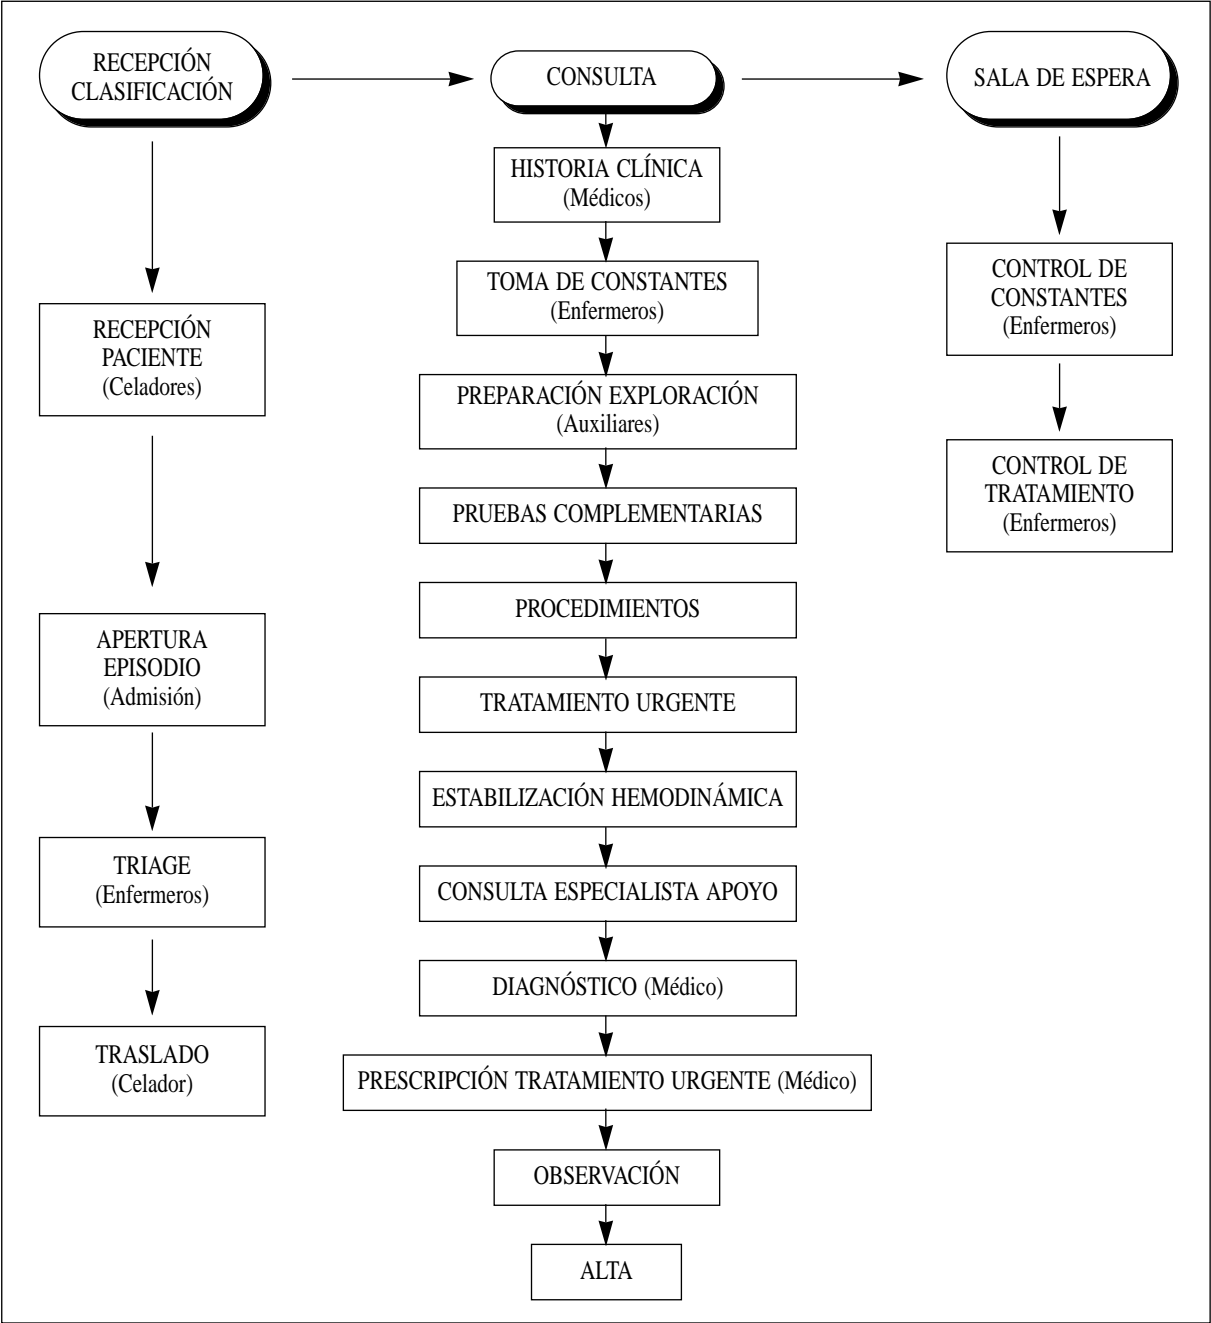 RECEPCIÓN
CLASIFICACIÓN
RECEPCIÓN
PACIENTE
(Celadores)
APERTURA
EPISODIO
(Admisión)
TRIAGE
(Enfermeros)
TRASLADO
(Celador)
CONSULTA
HISTORIA CLÍNICA
(Médicos)
TOMA DE CONSTANTES
(Enfermeros)
PREPARACIÓN EXPLORACIÓN
(Auxiliares)
PRUEBAS COMPLEMENTARIAS
PROCEDIMIENTOS
TRATAMIENTO URGENTE
ESTABILIZACIÓN HEMODINÁMICA
CONSULTA ESPECIALISTA APOYO
DIAGNÓSTICO (Médico)
PRESCRIPCIÓN TRATAMIENTO URGENTE (Médico)
OBSERVACIÓN
ALTA
SALA DE ESPERA
CONTROL DE
CONSTANTES
(Enfermeros)
CONTROL DE
TRATAMIENTO
(Enfermeros)